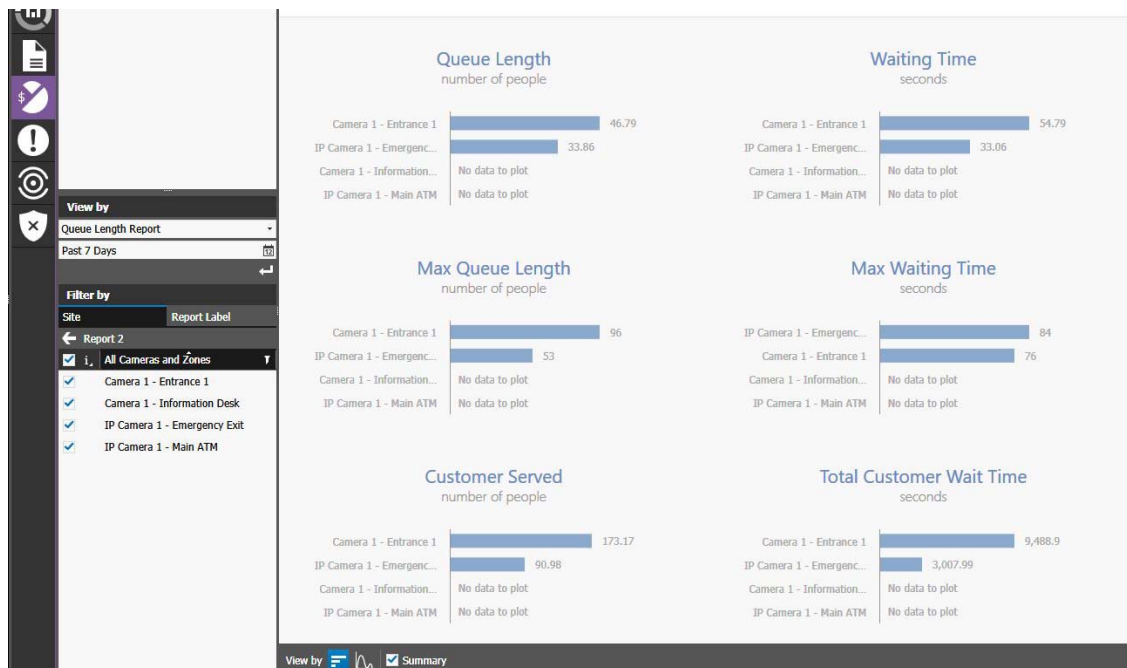 Queue Length
number of people
Camera 1 - Entrance 1 46.79
IP Camera 1 - Emergenc... 33.86
Camera 1 - Information... No data to plot
IP Camera 1 - Main ATM No data to plot
Waiting Time
seconds
Camera 1 - Entrance 1 54.79
IP Camera 1 - Emergenc... 33.06
Camera 1 - Information... No data to plot
IP Camera 1 - Main ATM No data to plot
View by
Queue Length Report
Past 7 Days
12
Filter by
Site Report Label
Report 2
All Cameras and Zones
Camera 1 - Entrance 1
Camera 1 - Information Desk
IP Camera 1 - Emergency Exit
IP Camera 1 - Main ATM
Max Queue Length
number of people
Camera 1 - Entrance 1 96
IP Camera 1 - Emergenc... 53
Camera 1 - Information... No data to plot
IP Camera 1 - Main ATM No data to plot
Max Waiting Time
seconds
IP Camera 1 - Emergenc... 84
Camera 1 - Entrance 1 76
Camera 1 - Information... No data to plot
IP Camera 1 - Main ATM No data to plot
Customer Served
number of people
Camera 1 - Entrance 1 173.17
IP Camera 1 - Emergenc... 90.98
Camera 1 - Information... No data to plot
IP Camera 1 - Main ATM No data to plot
Total Customer Wait Time
seconds
Camera 1 - Entrance 1 9,488.9
IP Camera 1 - Emergenc... 3,007.99
Camera 1 - Information... No data to plot
IP Camera 1 - Main ATM No data to plot
View by Summary